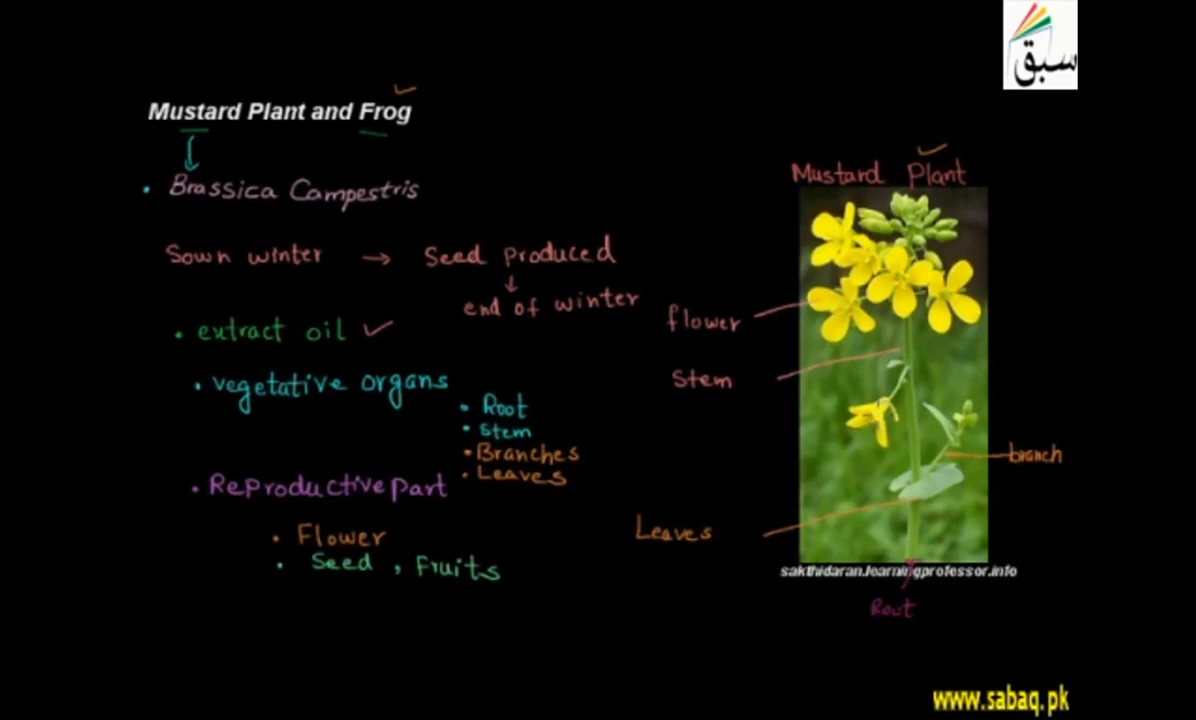 سبق
Mustard Plant and Frog
• Brassica Campestris
Sown winter → Seed produced
↓
end of winter
• extract oil ✓
• vegetative organs
• Root
• Stem
• Branches
• Leaves
• Reproductive part
• Flower
• Seed , Fruits
Mustard Plant
flower
Stem
branch
Leaves
sakthidaran.learningprofessor.info
Root
www.sabaq.pk